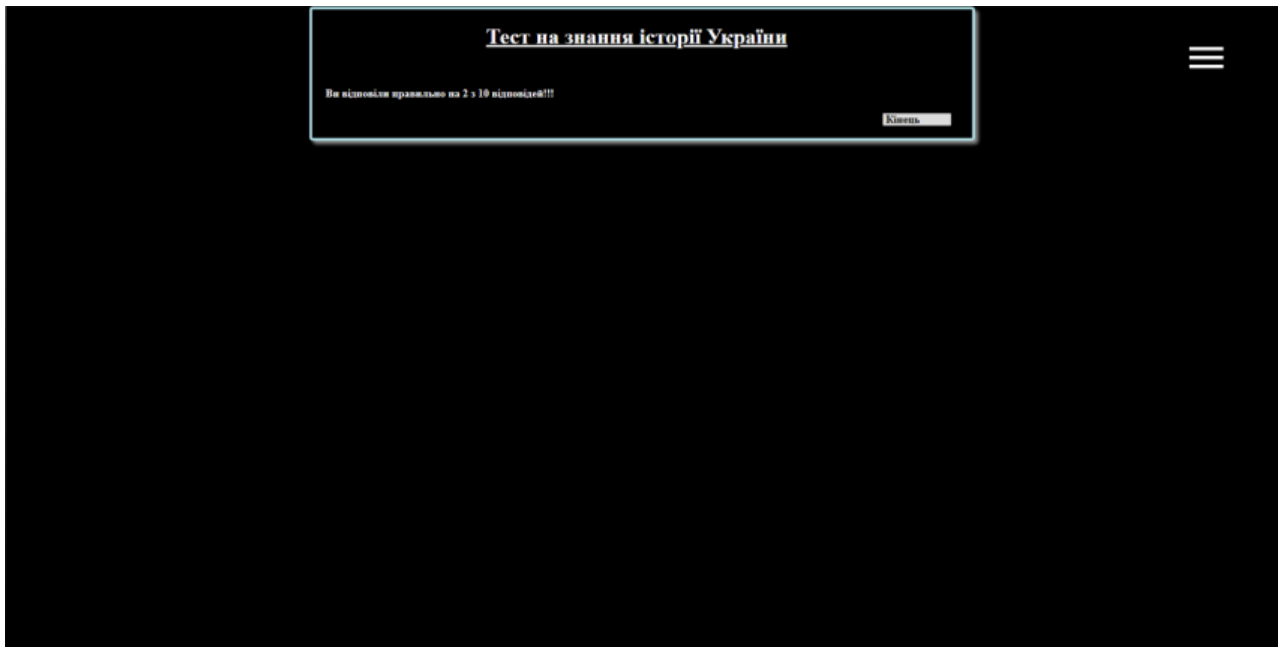 Тест на знання історії України
Ви відповіли правильно на 2 з 10 відповідей!!!
Кінець